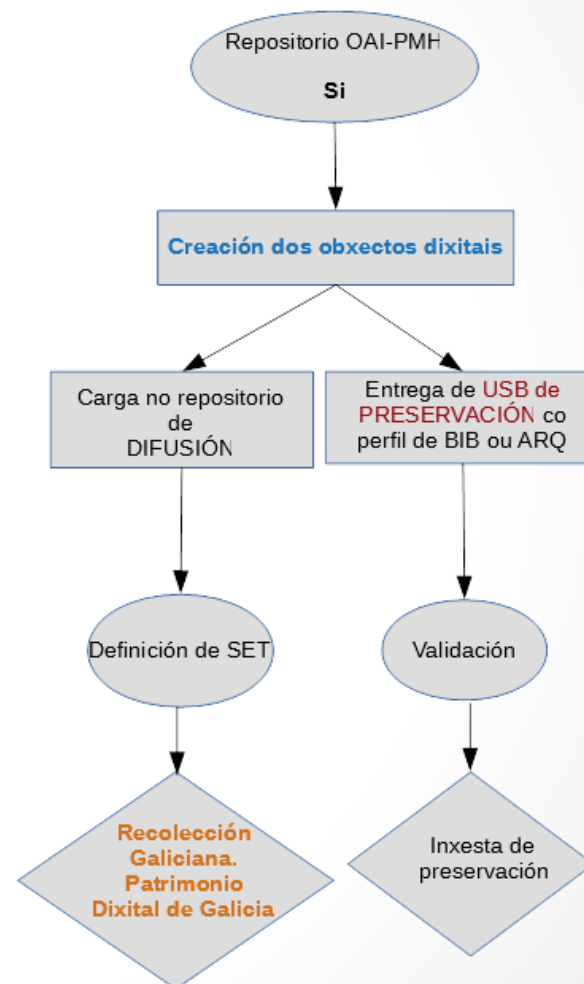 Repositorio OAI-PMH
Si
Creación dos obxectos dixitais
Carga no repositorio
de
DIFUSIÓN
Entrega de USB de
PRESERVACIÓN co
perfil de BIB ou ARQ
Definición de SET
Validación
Recolección
Galiciana.
Patrimonio
Dixital de Galicia
Inxesta de
preservación